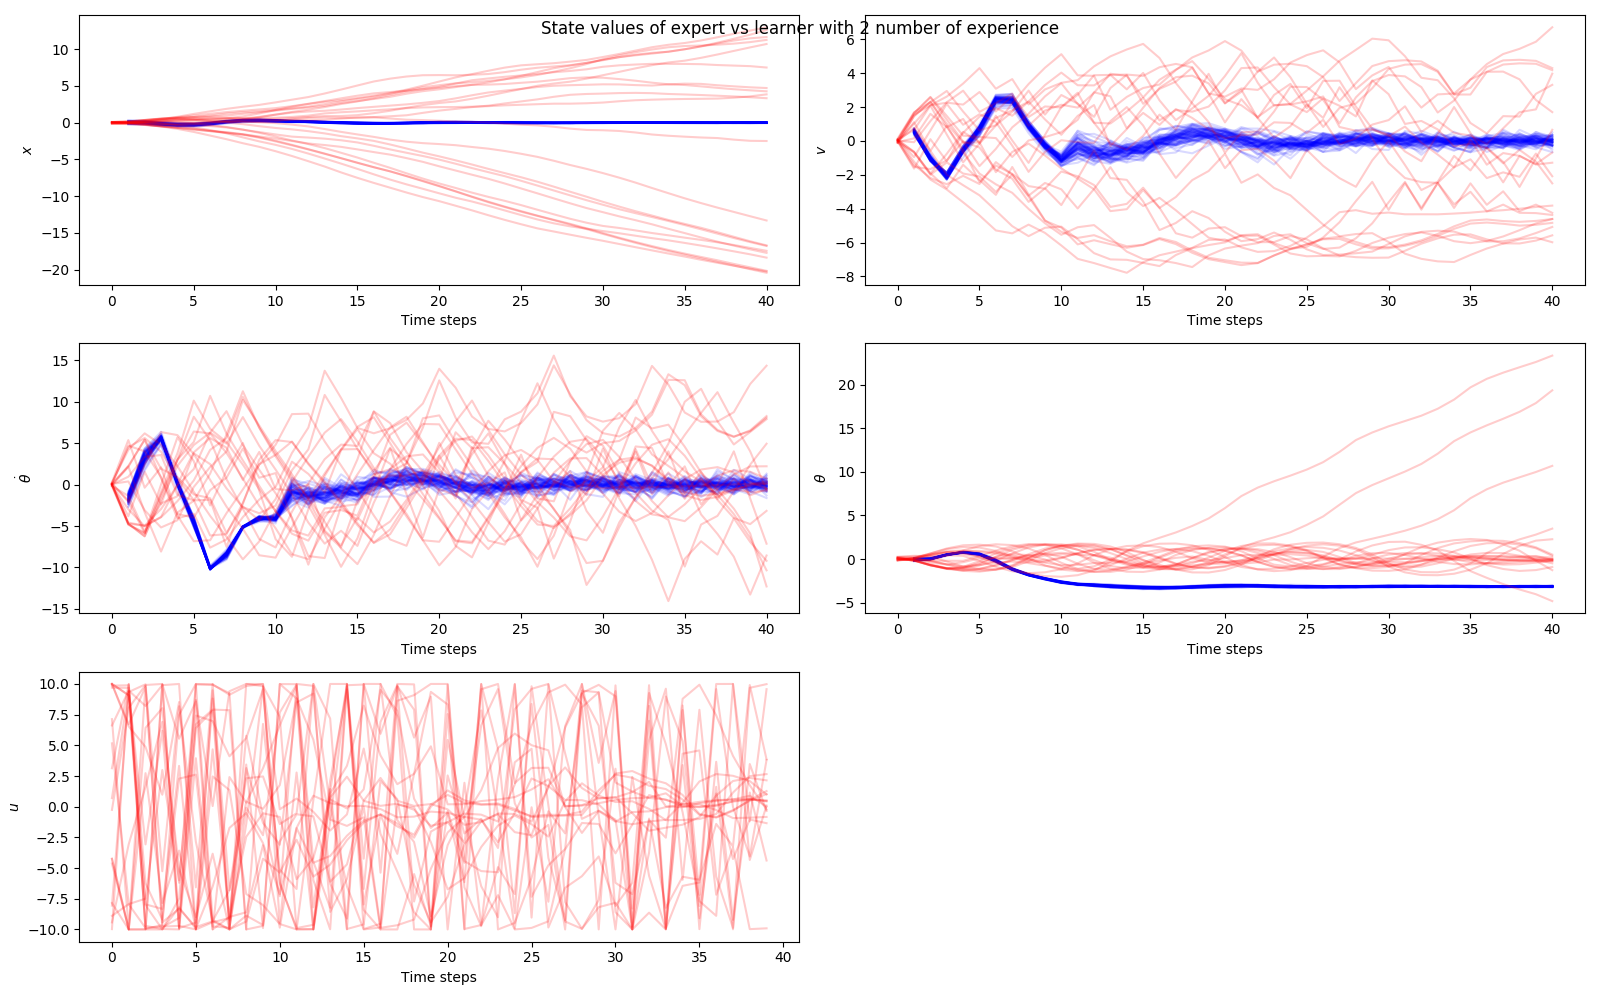 State values of expert vs learner with 2 number of experience
10
5
0
−5
−10
−15
−20
x
0 5 10 15 20 25 30 35 40
Time steps
6
4
2
0
−2
−4
−6
−8
v
0 5 10 15 20 25 30 35 40
Time steps
15
10
5
0
−5
−10
−15
θ̇
0 5 10 15 20 25 30 35 40
Time steps
20
15
10
5
0
−5
θ
0 5 10 15 20 25 30 35 40
Time steps
10.0
7.5
5.0
2.5
0.0
−2.5
−5.0
−7.5
−10.0
u
0 5 10 15 20 25 30 35 40
Time steps